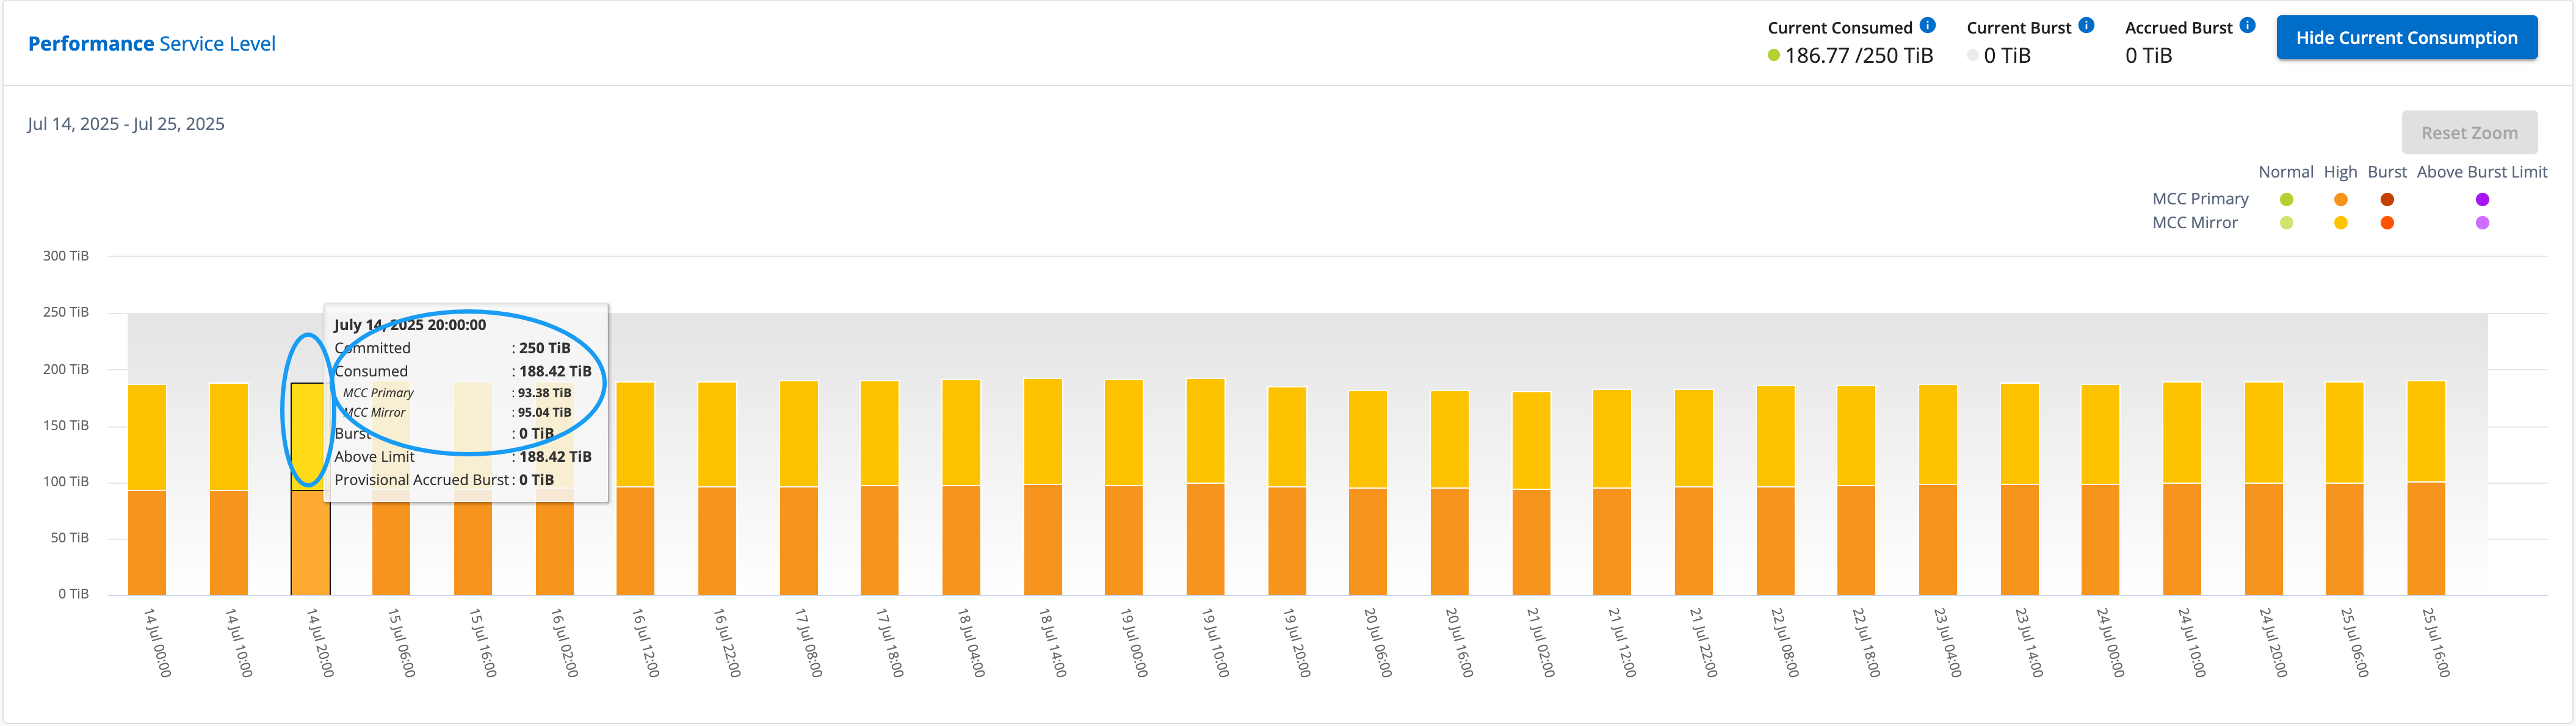 Performance Service Level
Current Consumed
186.77 /250 TiB
Current Burst
0 TiB
Accrued Burst
0 TiB
Hide Current Consumption
Jul 14, 2025 - Jul 25, 2025
Reset Zoom
Normal High Burst Above Burst Limit
MCC Primary
MCC Mirror
300 TiB
250 TiB
200 TiB
150 TiB
100 TiB
50 TiB
0 TiB
July 14, 2025 20:00:00
Committed : 250 TiB
Consumed : 188.42 TiB
MCC Primary : 93.38 TiB
MCC Mirror : 95.04 TiB
Burst : 0 TiB
Above Limit : 188.42 TiB
Provisional Accrued Burst : 0 TiB
14 Jul 00:00
14 Jul 10:00
14 Jul 20:00
15 Jul 06:00
15 Jul 16:00
16 Jul 02:00
16 Jul 12:00
16 Jul 22:00
17 Jul 08:00
17 Jul 18:00
18 Jul 04:00
18 Jul 14:00
19 Jul 00:00
19 Jul 10:00
19 Jul 20:00
20 Jul 06:00
20 Jul 16:00
21 Jul 02:00
21 Jul 12:00
21 Jul 22:00
22 Jul 08:00
22 Jul 18:00
23 Jul 04:00
23 Jul 14:00
24 Jul 00:00
24 Jul 10:00
24 Jul 20:00
25 Jul 06:00
25 Jul 16:00